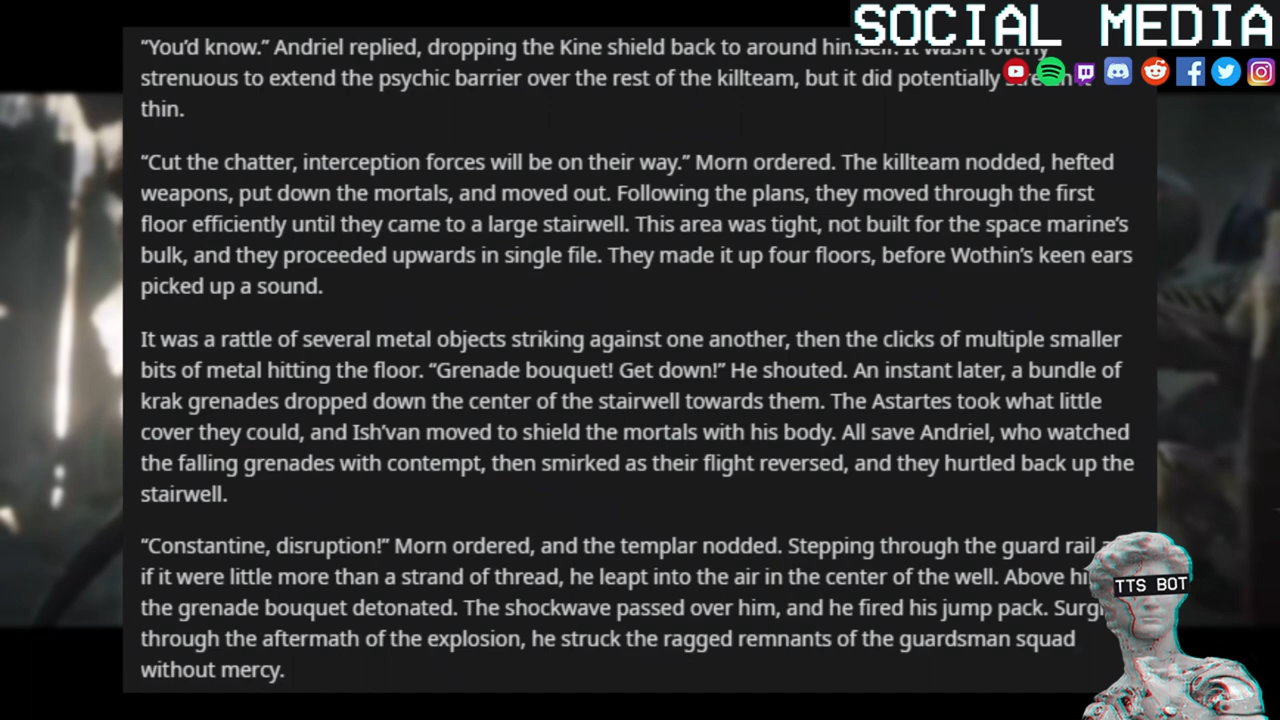 SOCIAL MEDIA
“You’d know.” Andriel replied, dropping the Kine shield back to around himself. It wasn’t overly
strenuous to extend the psychic barrier over the rest of the killteam, but it did potentially stretch it
thin.
“Cut the chatter, interception forces will be on their way.” Morn ordered. The killteam nodded, hefted
weapons, put down the mortals, and moved out. Following the plans, they moved through the first
floor efficiently until they came to a large stairwell. This area was tight, not built for the space marine’s
bulk, and they proceeded upwards in single file. They made it up four floors, before Wothin’s keen ears
picked up a sound.
It was a rattle of several metal objects striking against one another, then the clicks of multiple smaller
bits of metal hitting the floor. “Grenade bouquet! Get down!” He shouted. An instant later, a bundle of
krak grenades dropped down the center of the stairwell towards them. The Astartes took what little
cover they could, and Ish’van moved to shield the mortals with his body. All save Andriel, who watched
the falling grenades with contempt, then smirked as their flight reversed, and they hurtled back up the
stairwell.
“Constantine, disruption!” Morn ordered, and the templar nodded. Stepping through the guard rail
if it were little more than a strand of thread, he leapt into the air in the center of the well. Above
the grenade bouquet detonated. The shockwave passed over him, and he fired his jump pack.
through the aftermath of the explosion, he struck the ragged remnants of the guardsman squad
without mercy.
TTS BOT